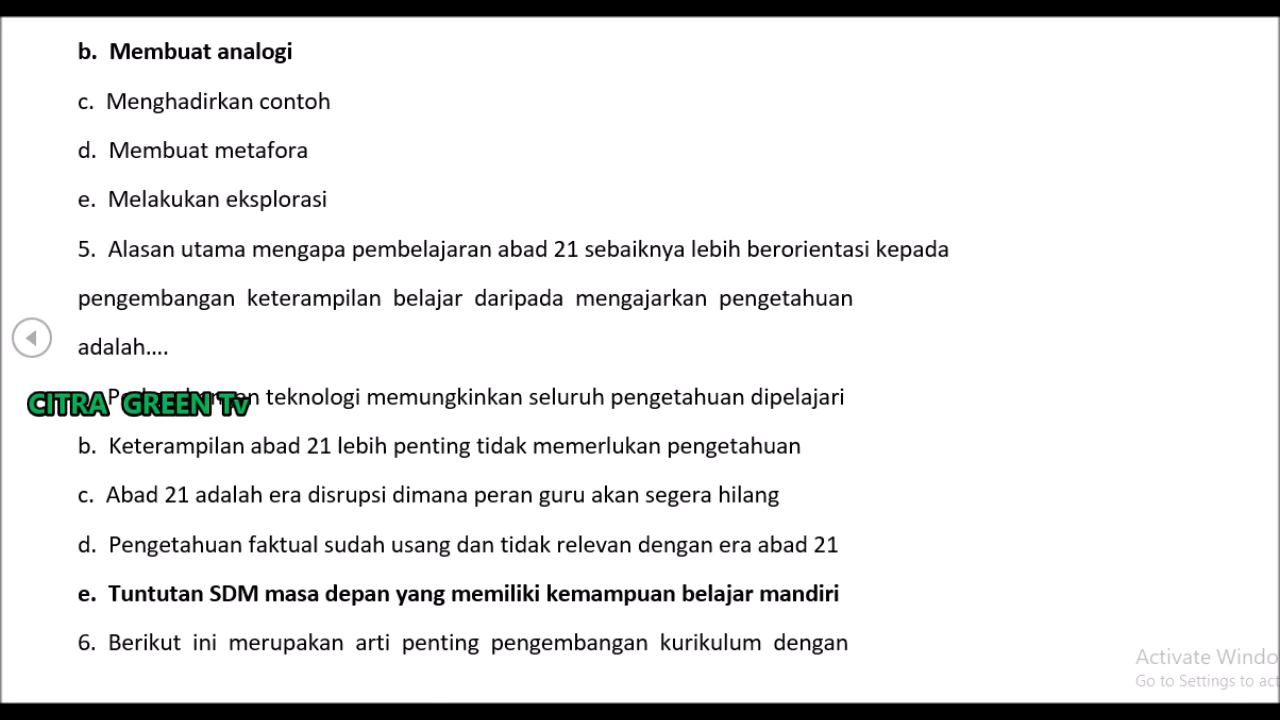 b. Membuat analogi
c. Menghadirkan contoh
d. Membuat metafora
e. Melakukan eksplorasi
5. Alasan utama mengapa pembelajaran abad 21 sebaiknya lebih berorientasi kepada
pengembangan keterampilan belajar daripada mengajarkan pengetahuan
adalah....
CITRA GREEN Tv
teknologi memungkinkan seluruh pengetahuan dipelajari
b. Keterampilan abad 21 lebih penting tidak memerlukan pengetahuan
c. Abad 21 adalah era disrupsi dimana peran guru akan segera hilang
d. Pengetahuan faktual sudah usang dan tidak relevan dengan era abad 21
e. Tuntutan SDM masa depan yang memiliki kemampuan belajar mandiri
6. Berikut ini merupakan arti penting pengembangan kurikulum dengan
Activate Windo
Go to Settings to act